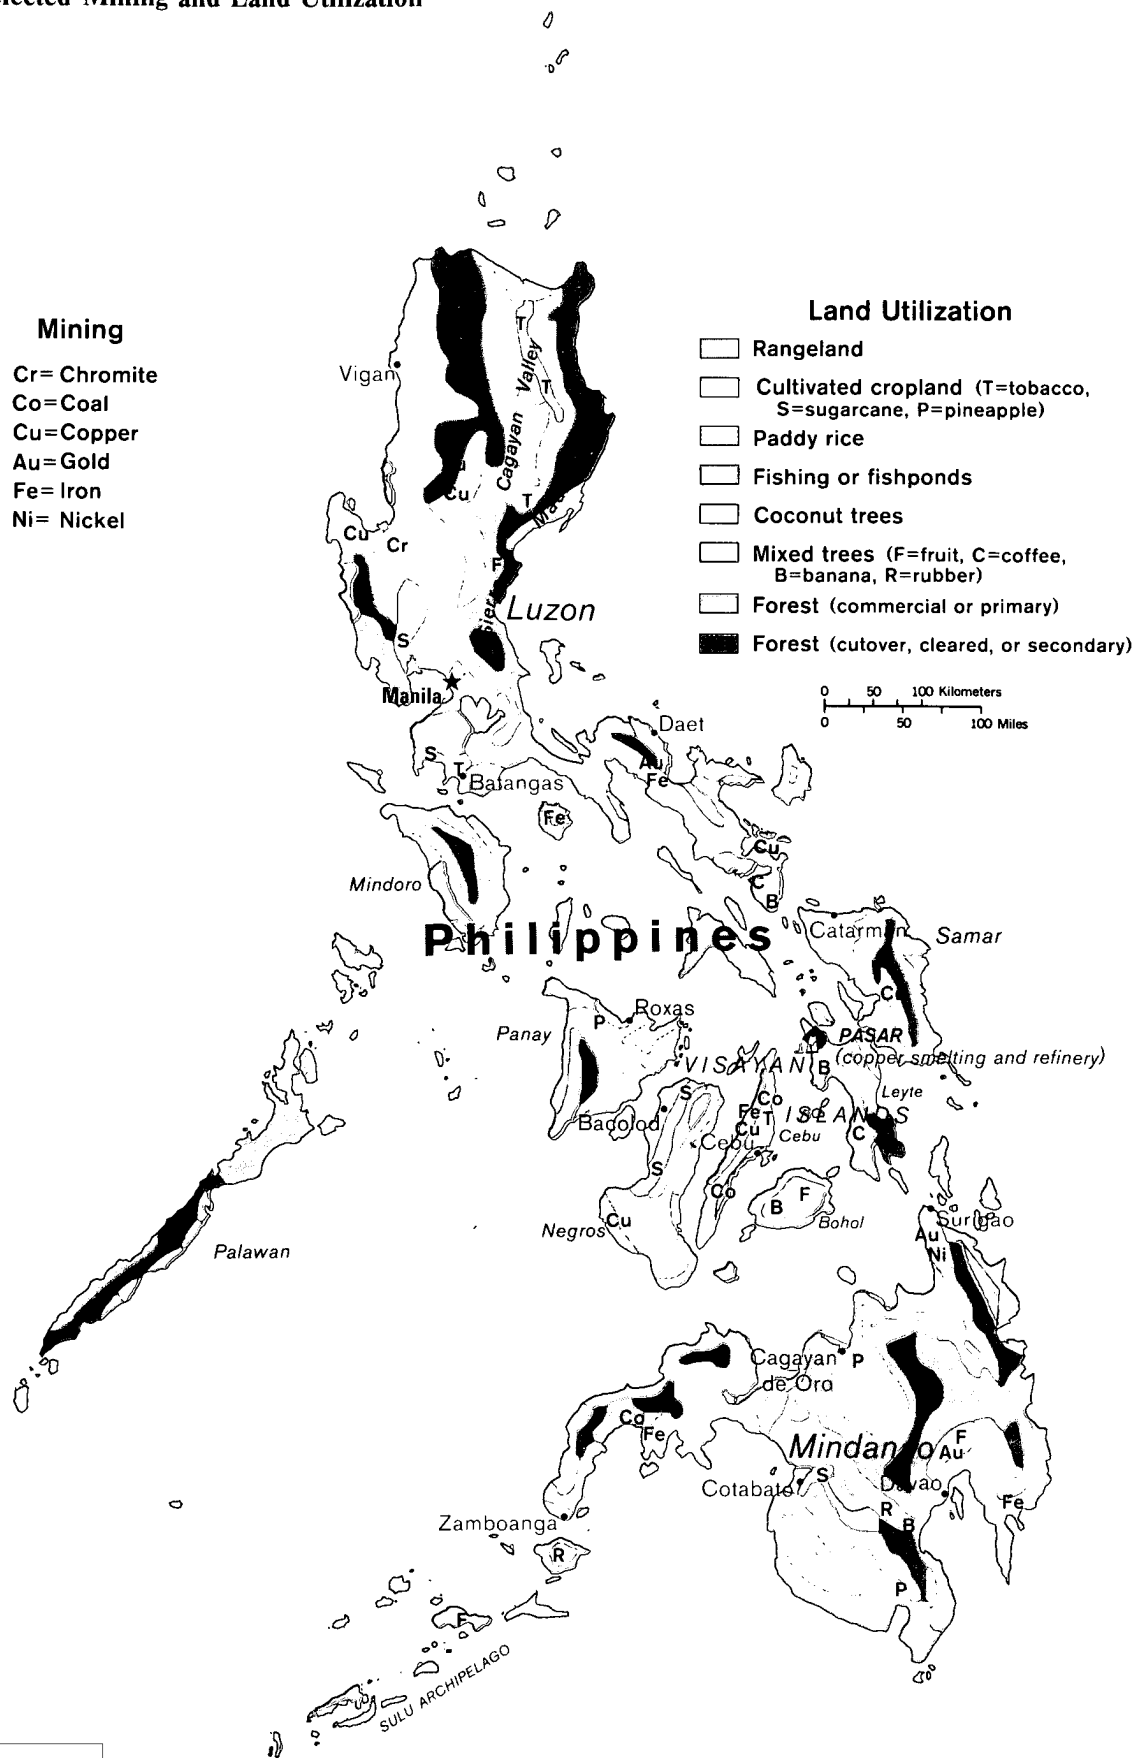 Mining and Land Utilization
Mining
Cr= Chromite
Co=Coal
Cu=Copper
Au=Gold
Fe= Iron
Ni= Nickel
Land Utilization
Rangeland
Cultivated cropland (T=tobacco,
S=sugarcane, P=pineapple)
Paddy rice
Fishing or fishponds
Coconut trees
Mixed trees (F=fruit, C=coffee,
B=banana, R=rubber)
Forest (commercial or primary)
Forest (cutover, cleared, or secondary)
0 50 100 Kilometers
0 50 100 Miles
T
Vigan
Cagayan Valley
T
Cu
T
Cu
Cr
F
Luzon
S
Manila
Daet
S
T
Batangas
Au
Fe
Fe
Cu
Mindoro
C
B
Philippines
Catarman
Samar
Roxas
P
Panay
PASAR
(copper smelting and refinery)
VISAYAN
B
S
Co
Leyte
Fe
T
ISLANDS
Bacolod
Cu
Cebu
Cebu
C
S
Co
B
F
Negros
Cu
Bohol
Surigao
Au
Ni
Palawan
Cagayan
de Oro
P
Co
Fe
Mindanao
F
Au
Cotabato
S
Davao
Fe
R
Zamboanga
B
R
P
F
SULU ARCHIPELAGO